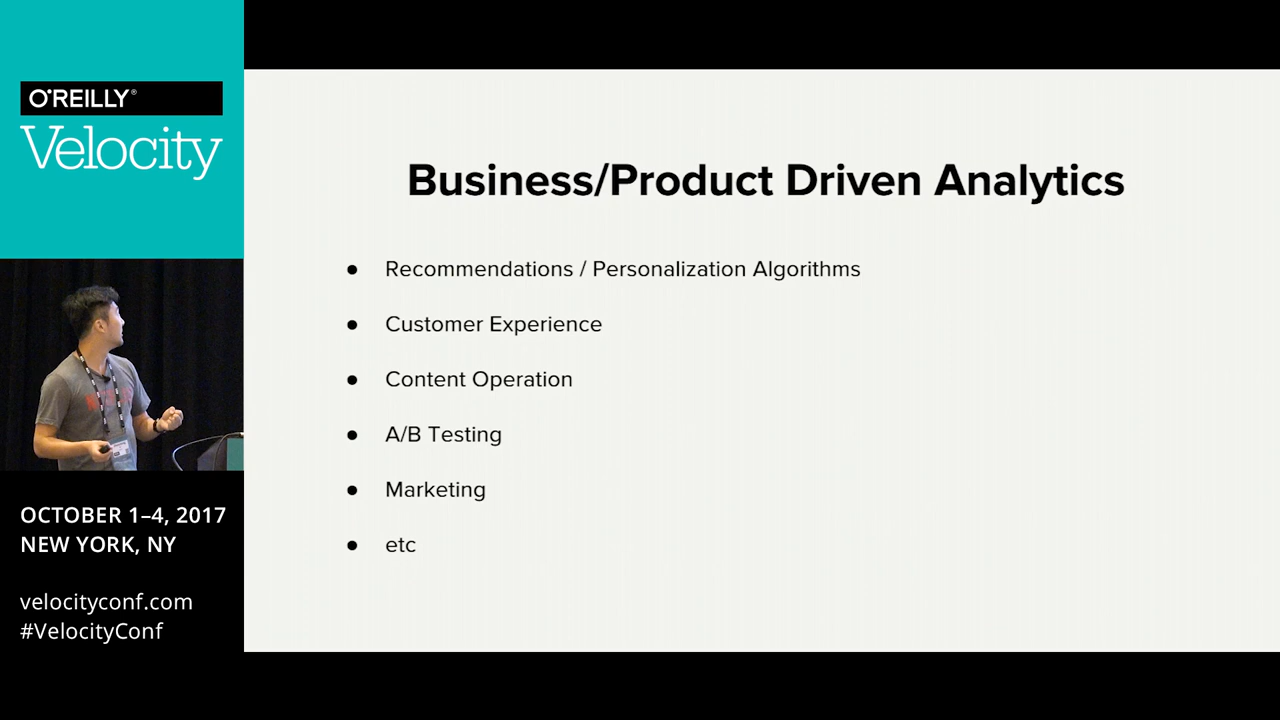 O'REILLY®
Velocity
OCTOBER 1–4, 2017
NEW YORK, NY
velocityconf.com
#VelocityConf
Business/Product Driven Analytics
● Recommendations / Personalization Algorithms
● Customer Experience
● Content Operation
● A/B Testing
● Marketing
● etc